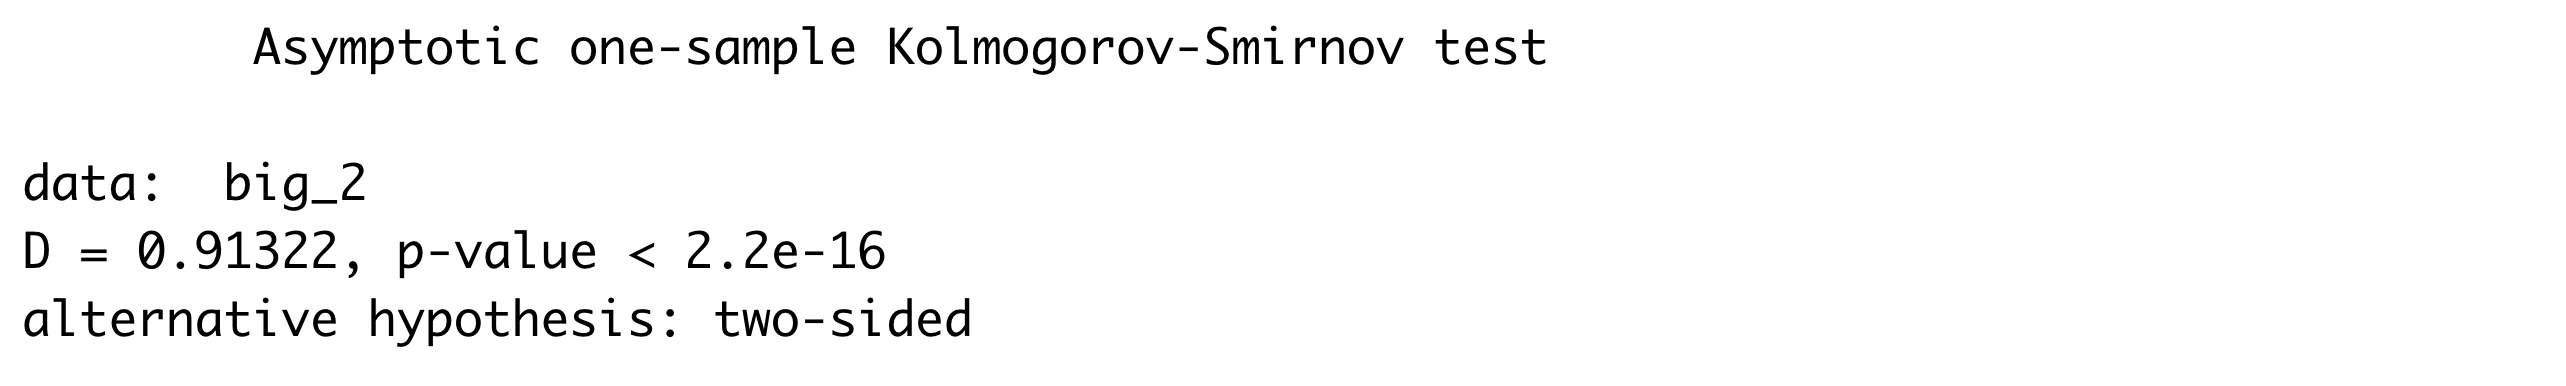 Asymptotic one-sample Kolmogorov-Smirnov test
data:  big_2
D = 0.91322, p-value < 2.2e-16
alternative hypothesis: two-sided